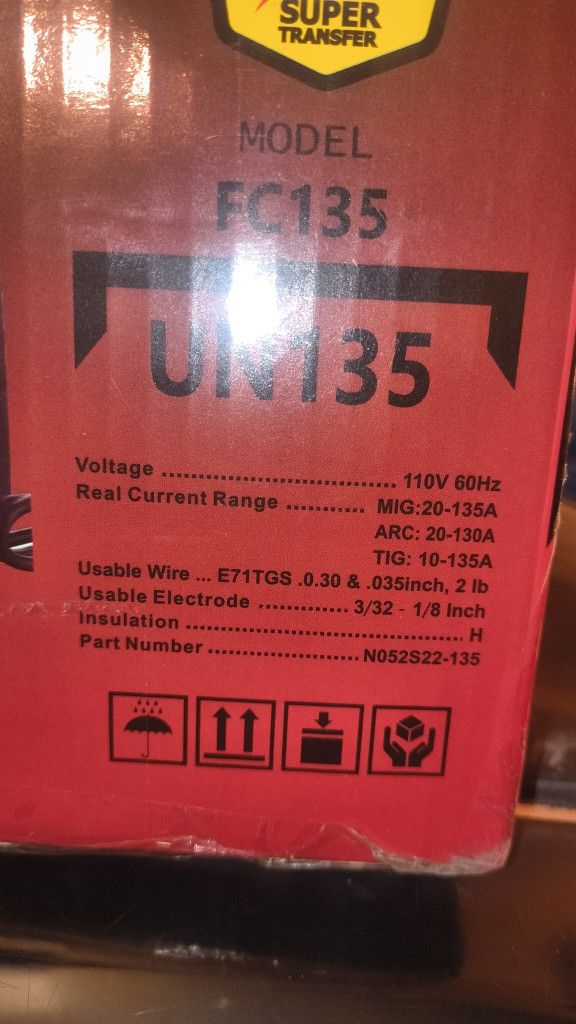 SUPER
TRANSFER
MODEL
FC135
UN135
Voltage ................................ 110V 60Hz
Real Current Range ........... MIG:20-135A
ARC: 20-130A
TIG: 10-135A
Usable Wire ... E71TGS .0.30 & .035inch, 2 lb
Usable Electrode ............. 3/32 - 1/8 Inch
Insulation ...................................... H
Part Number ..................... N052S22-135